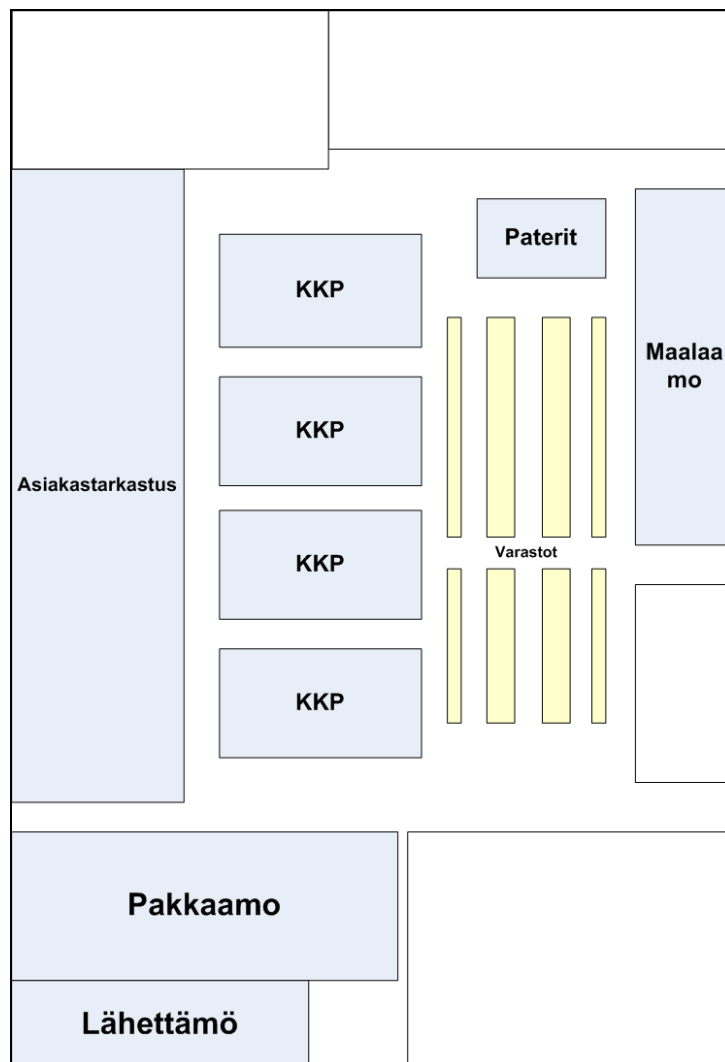 Paterit
KKP
Maalaa
mo
KKP
Asiakastarkastus
Varastot
KKP
KKP
Pakkaamo
Lähettämö